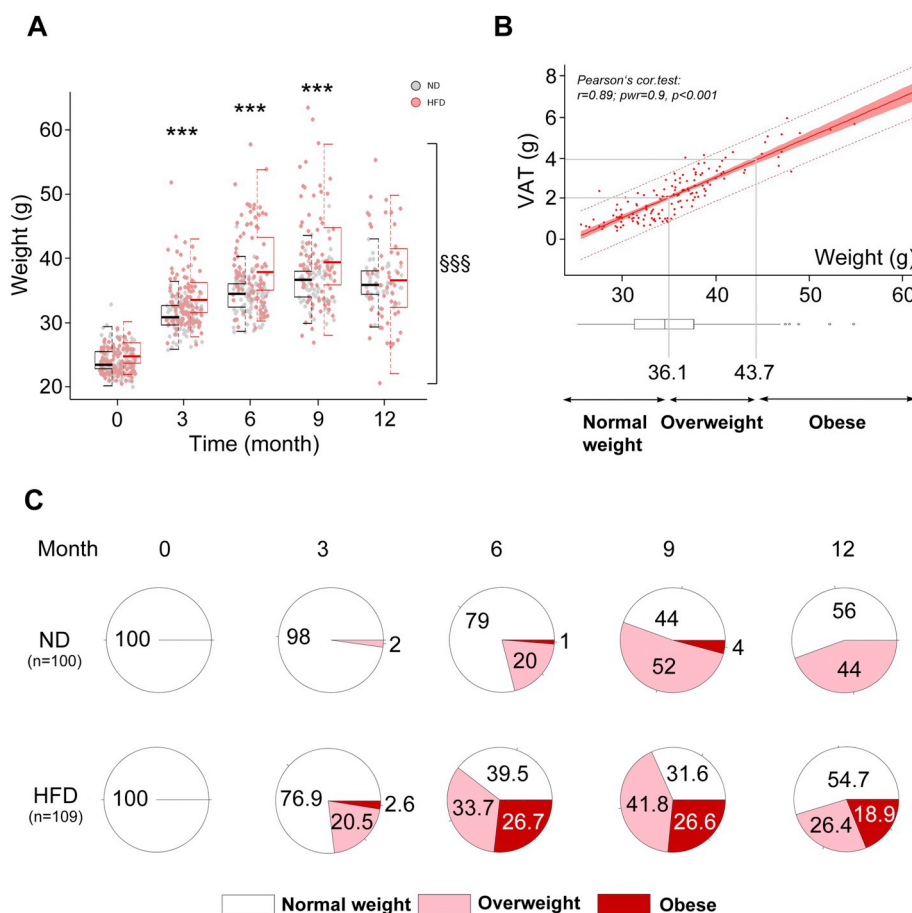 A
ND
HFD
*** *** ***
60
50
40
30
20
Weight (g)
§§§
0 3 6 9 12
Time (month)
B
Pearson's cor.test:
r=0.89; pwr=0.9, p<0.001
8
6
4
2
0
VAT (g)
Weight (g)
30 40 50 60
36.1 43.7
Normal weight
Overweight
Obese
C
Month 0 3 6 9 12
ND
(n=100)
100
98 2
79 20 1
44 52 4
56 44
HFD
(n=109)
100
76.9 20.5 2.6
39.5 33.7 26.7
31.6 41.8 26.6
54.7 26.4 18.9
Normal weight Overweight Obese